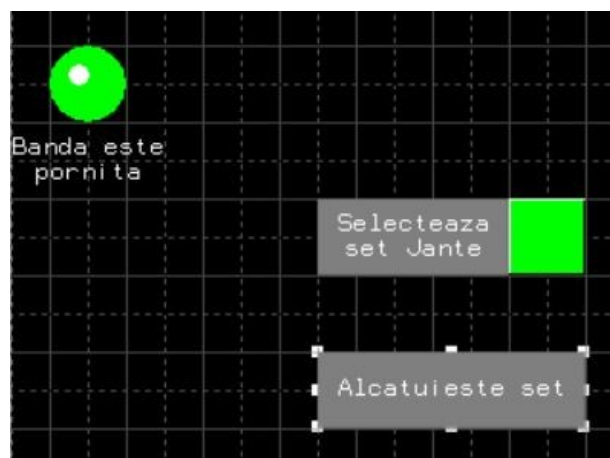 Banda este
pornita
Selecteaza
set Jante
Alcatuieste set